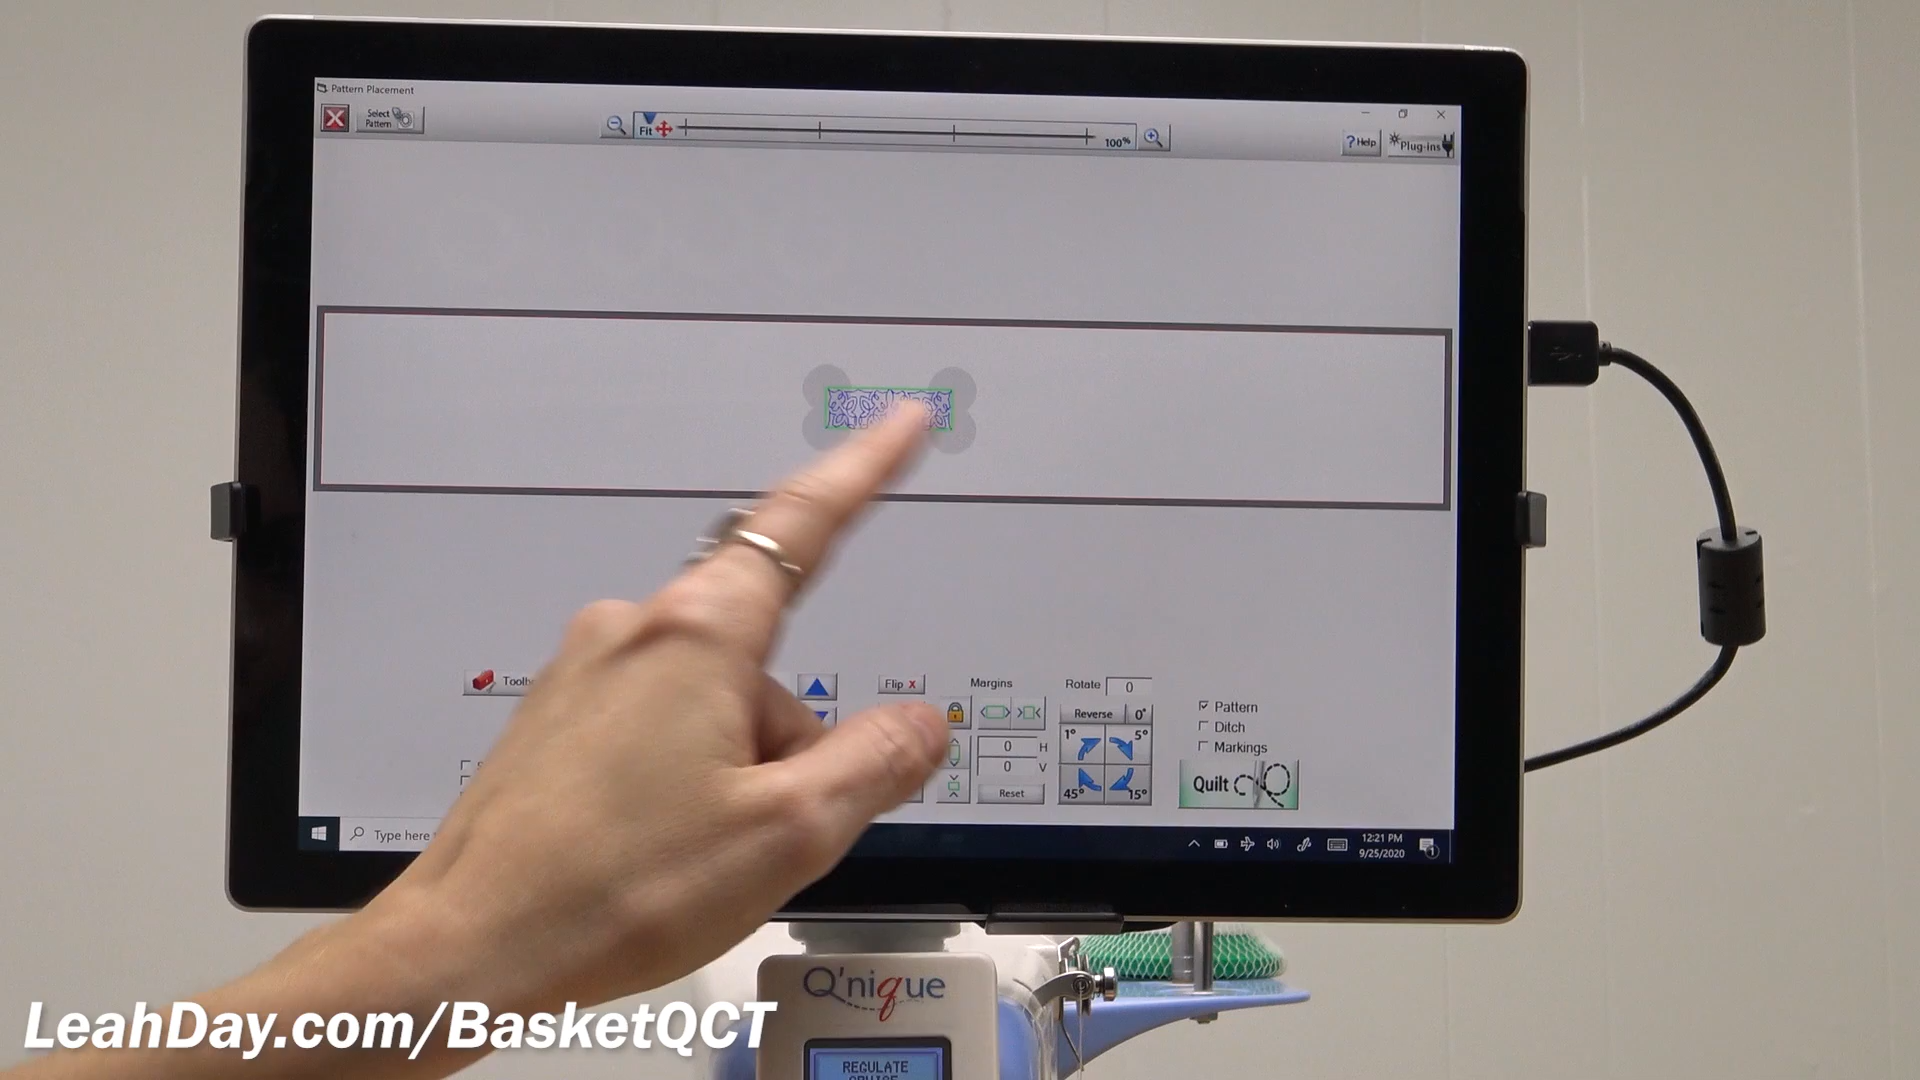 Pattern Placement
Select
Pattern
Fit
100%
?Help
Plug-ins
Flip X
Margins
Rotate 0
Reverse 0°
1° 5°
45° 15°
0 H
0 V
Reset
Pattern
Ditch
Markings
Quilt
Type here
12:21 PM
9/25/2020
1
Q'nique
REGULATE
LeahDay.com/BasketQCT